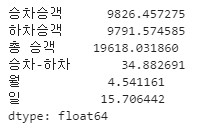 승차승객 9826.457275
하차승객 9791.574585
총 승객 19618.031860
승차-하차 34.882691
월 4.541161
일 15.706442
dtype: float64